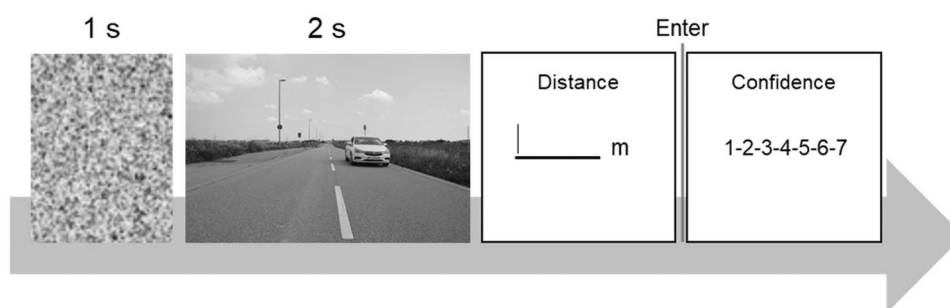 1 s
2 s
Enter
Distance
m
Confidence
1-2-3-4-5-6-7